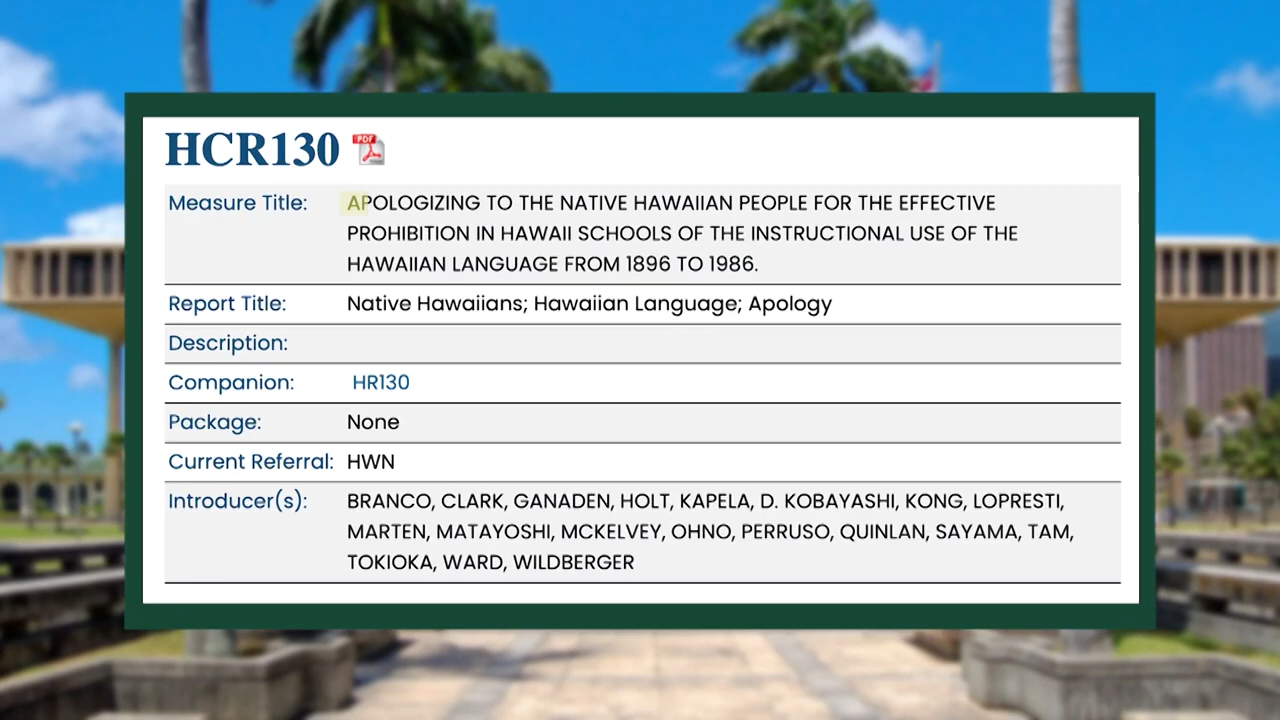 HCR130 PDF
Measure Title: APOLOGIZING TO THE NATIVE HAWAIIAN PEOPLE FOR THE EFFECTIVE
PROHIBITION IN HAWAII SCHOOLS OF THE INSTRUCTIONAL USE OF THE
HAWAIIAN LANGUAGE FROM 1896 TO 1986.
Report Title: Native Hawaiians; Hawaiian Language; Apology
Description:
Companion: HR130
Package: None
Current Referral: HWN
Introducer(s): BRANCO, CLARK, GANADEN, HOLT, KAPELA, D. KOBAYASHI, KONG, LOPRESTI,
MARTEN, MATAYOSHI, MCKELVEY, OHNO, PERRUSO, QUINLAN, SAYAMA, TAM,
TOKIOKA, WARD, WILDBERGER